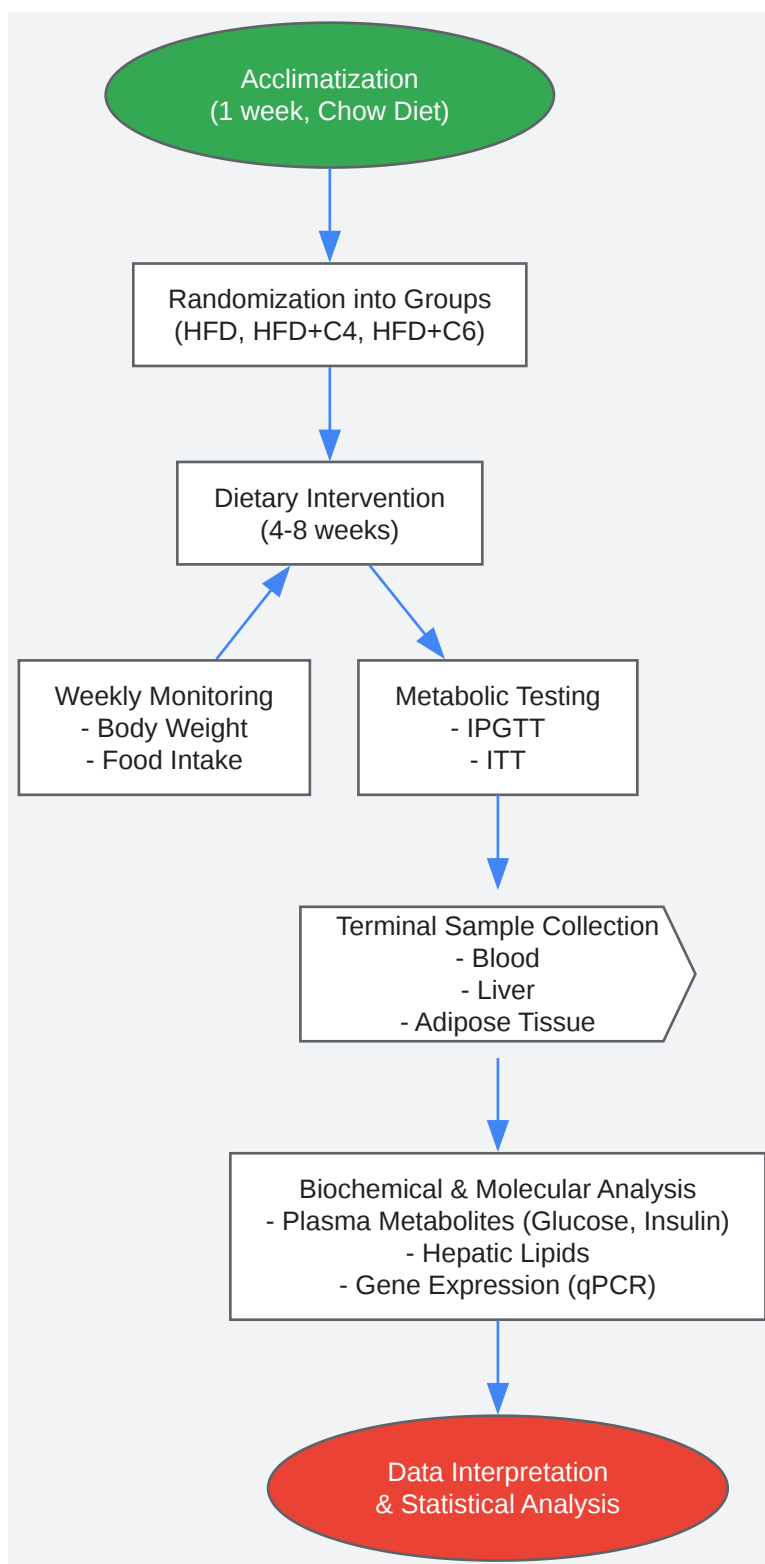 Acclimatization
(1 week, Chow Diet)
Randomization into Groups
(HFD, HFD+C4, HFD+C6)
Dietary Intervention
(4-8 weeks)
Weekly Monitoring
- Body Weight
- Food Intake
Metabolic Testing
- IPGTT
- ITT
Terminal Sample Collection
- Blood
- Liver
- Adipose Tissue
Biochemical & Molecular Analysis
- Plasma Metabolites (Glucose, Insulin)
- Hepatic Lipids
- Gene Expression (qPCR)
Data Interpretation
& Statistical Analysis